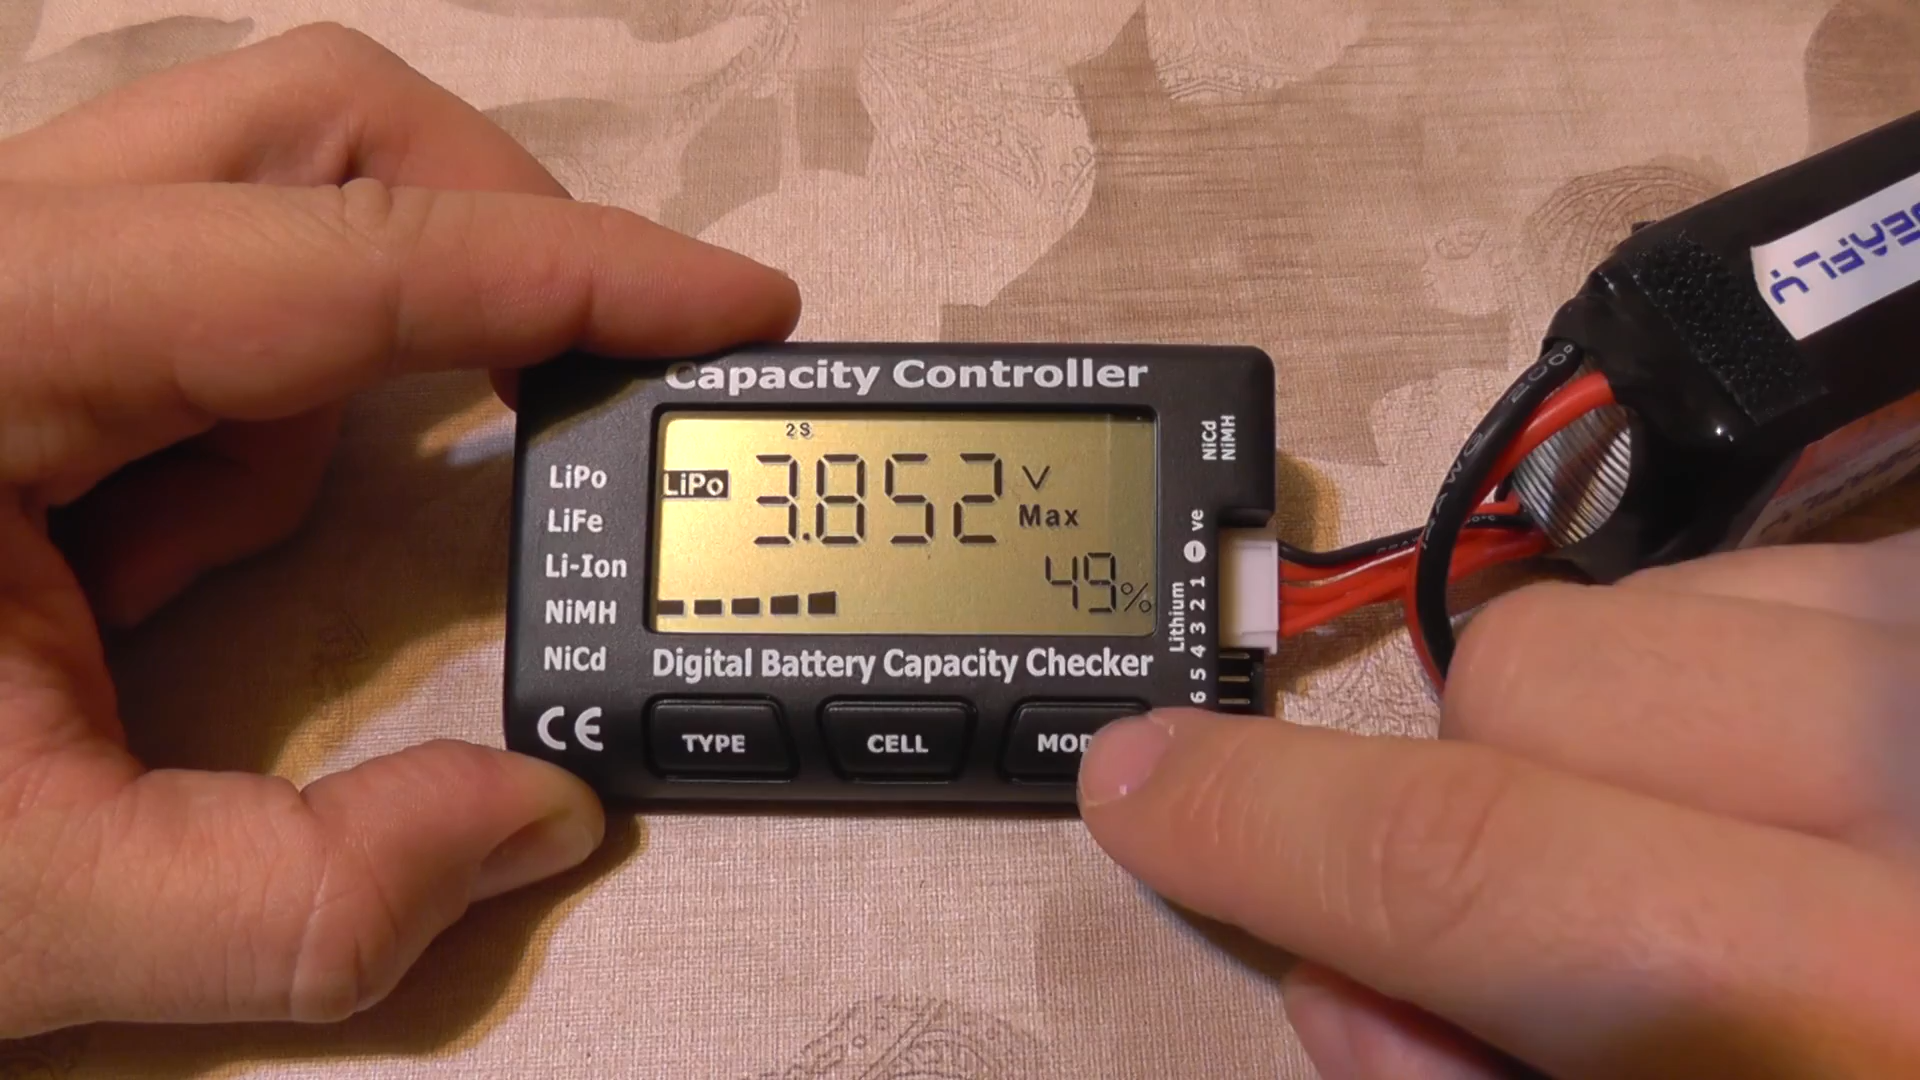 Capacity Controller
LiPo
LiFe
Li-Ion
NiMH
NiCd
CE
2S
LiPo
3.852 V
Max
49%
Digital Battery Capacity Checker
TYPE
CELL
NiCd
NiMH
Lithium
6 5 4 3 2 1 ⊖ ve
200°